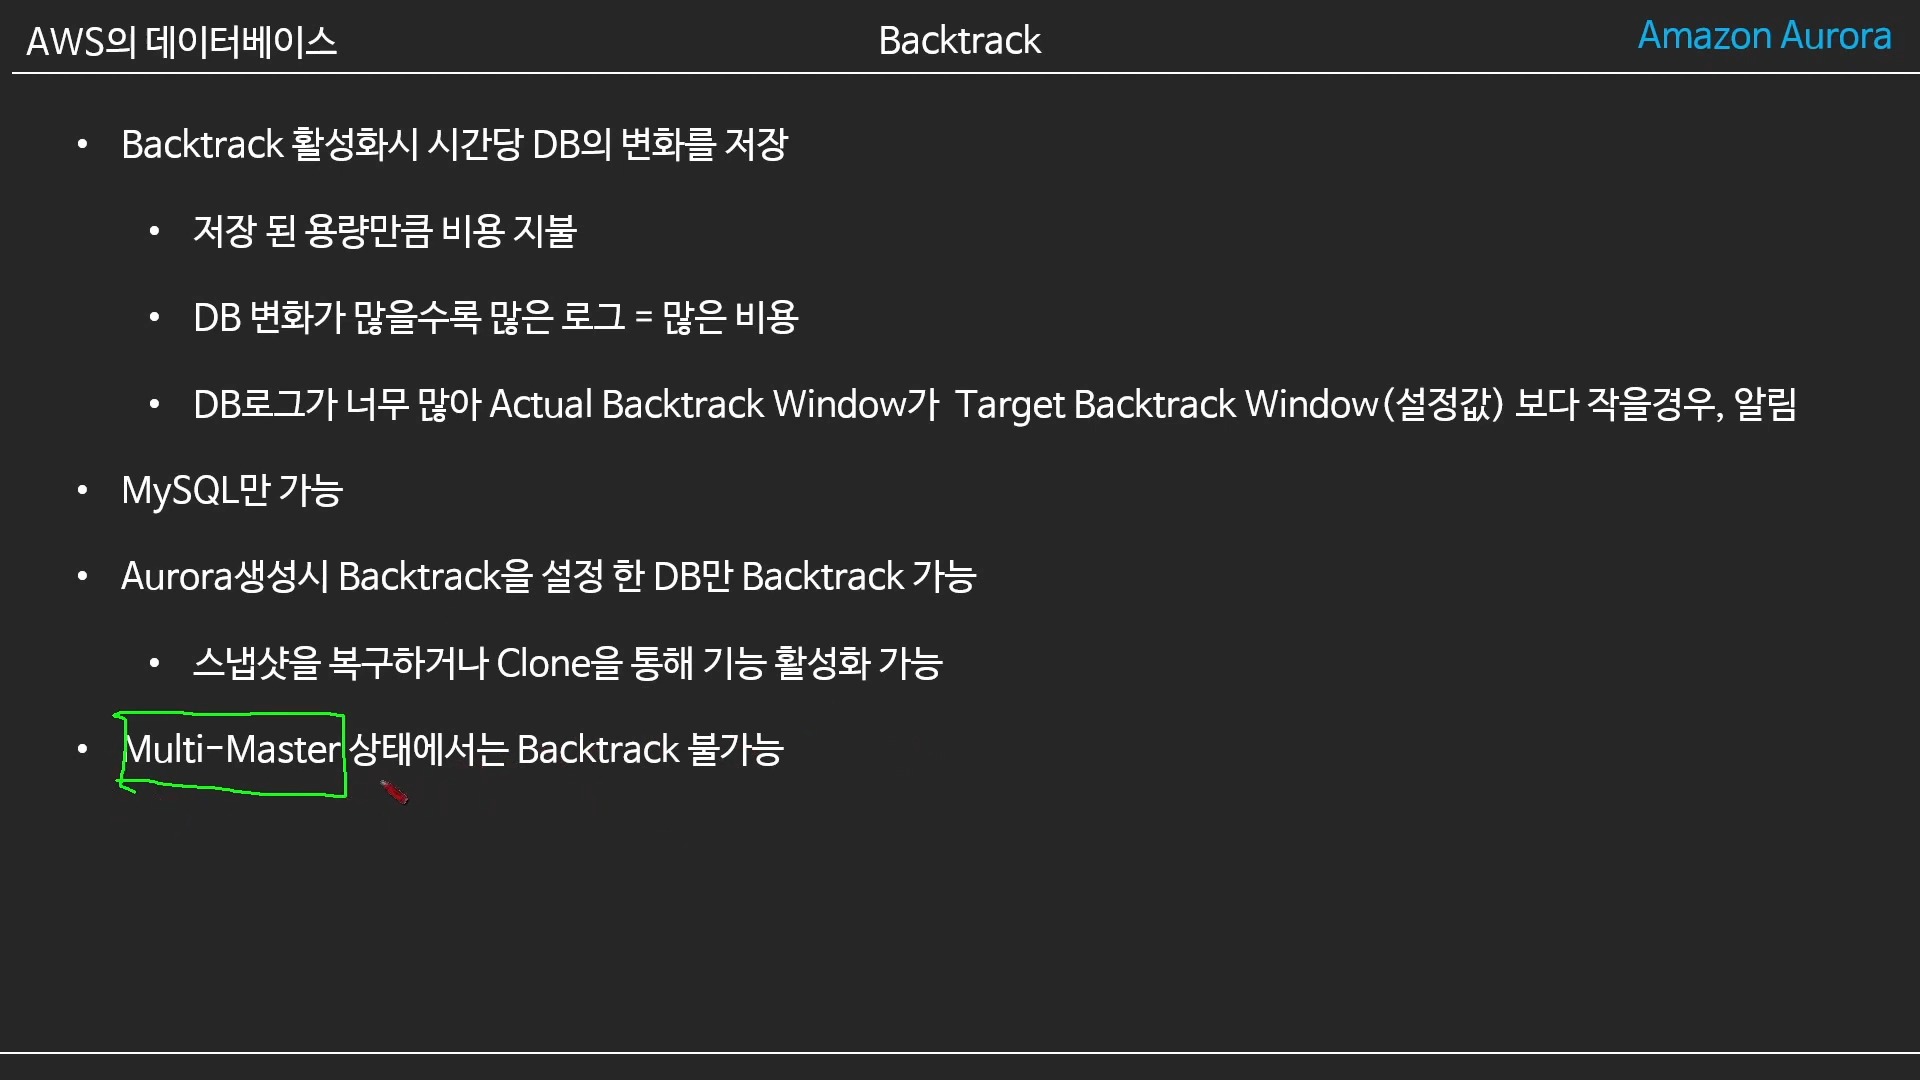 AWS의 데이터베이스
Backtrack
Amazon Aurora
• Backtrack 활성화시 시간당 DB의 변화를 저장
• 저장 된 용량만큼 비용 지불
• DB 변화가 많을수록 많은 로그 = 많은 비용
• DB로그가 너무 많아 Actual Backtrack Window가 Target Backtrack Window(설정값) 보다 작을경우, 알림
• MySQL만 가능
• Aurora생성시 Backtrack을 설정 한 DB만 Backtrack 가능
• 스냅샷을 복구하거나 Clone을 통해 기능 활성화 가능
• Multi-Master 상태에서는 Backtrack 불가능